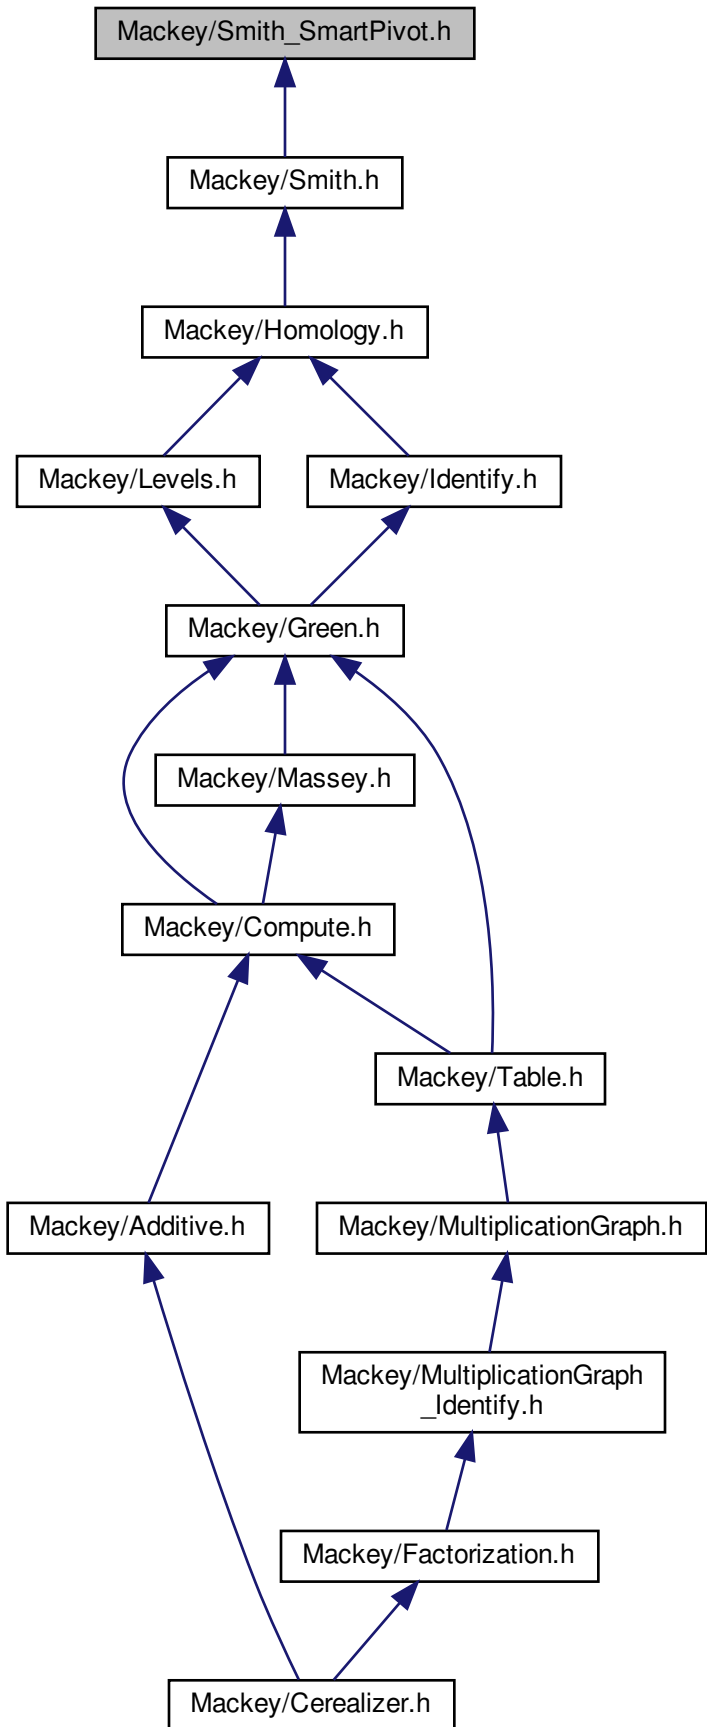 Mackey/Smith_SmartPivot.h
Mackey/Smith.h
Mackey/Homology.h
Mackey/Levels.h
Mackey/Identify.h
Mackey/Green.h
Mackey/Massey.h
Mackey/Compute.h
Mackey/Table.h
Mackey/Additive.h
Mackey/MultiplicationGraph.h
Mackey/MultiplicationGraph
_Identify.h
Mackey/Factorization.h
Mackey/Cerealizer.h